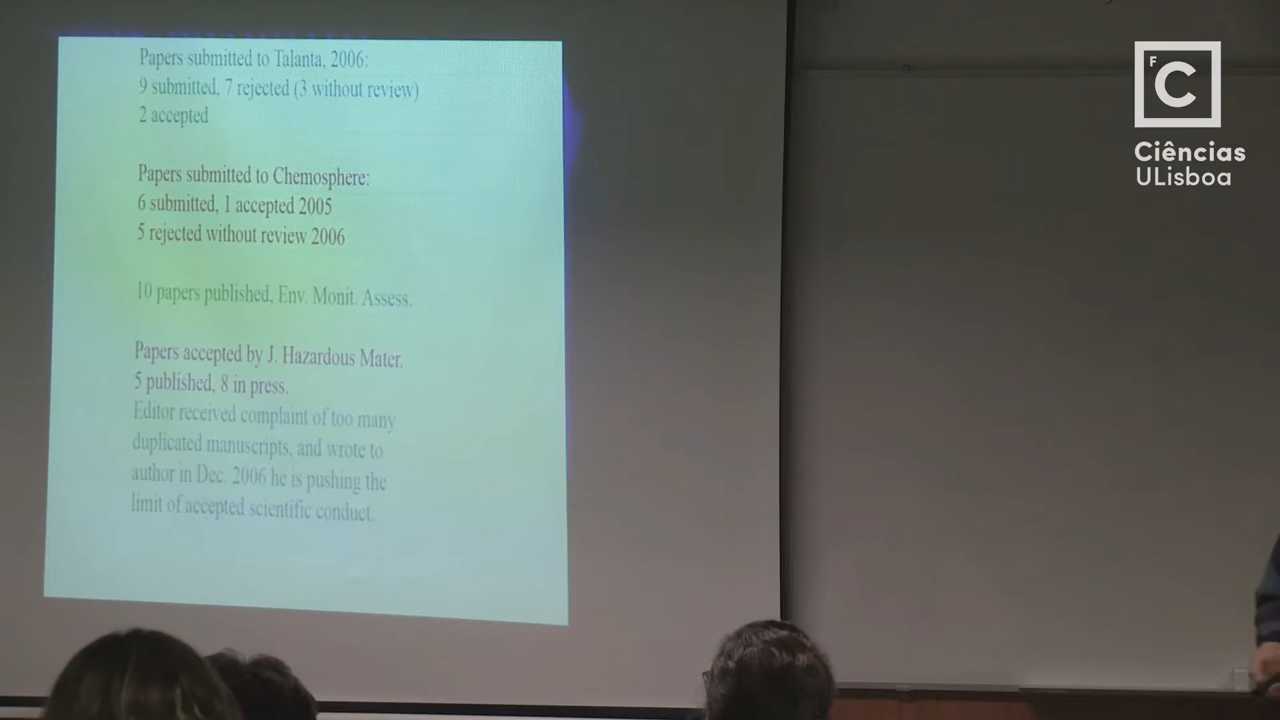 Papers submitted to Talanta, 2006:
9 submitted, 7 rejected (3 without review)
2 accepted
Papers submitted to Chemosphere:
6 submitted, 1 accepted 2005
5 rejected without review 2006
10 papers published, Env. Monit. Assess.
Papers accepted by J. Hazardous Mater.
5 published, 8 in press.
Editor received complaint of too many
duplicated manuscripts, and wrote to
author in Dec. 2006 he is pushing the
limit of accepted scientific conduct.
F
C
Ciências
ULisboa